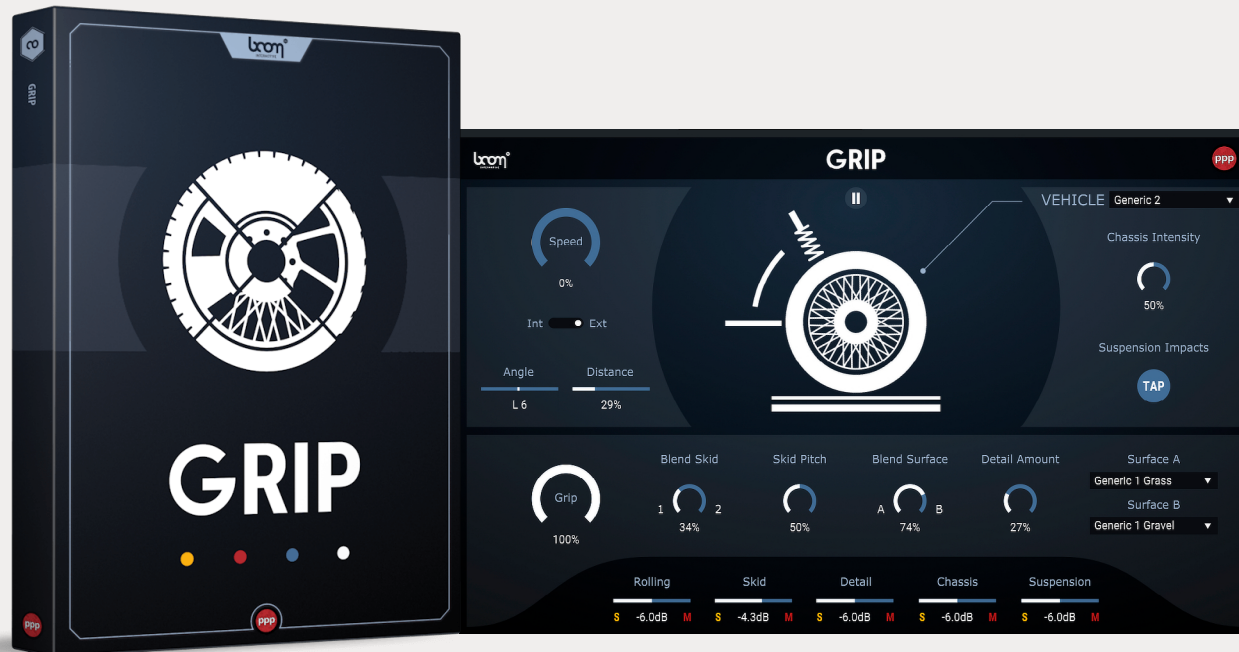 boom
GRIP
GRIP
ppp
ppp
boom
GRIP
ppp
VEHICLE Generic 2
Speed
0%
Int Ext
Angle Distance
L 6 29%
Chassis Intensity
50%
Suspension Impacts
TAP
Grip
100%
Blend Skid Skid Pitch Blend Surface Detail Amount
1 2 A B
34% 50% 74% 27%
Surface A
Generic 1 Grass
Surface B
Generic 1 Gravel
Rolling Skid Detail Chassis Suspension
S -6.0dB M S -4.3dB M S -6.0dB M S -6.0dB M S -6.0dB M